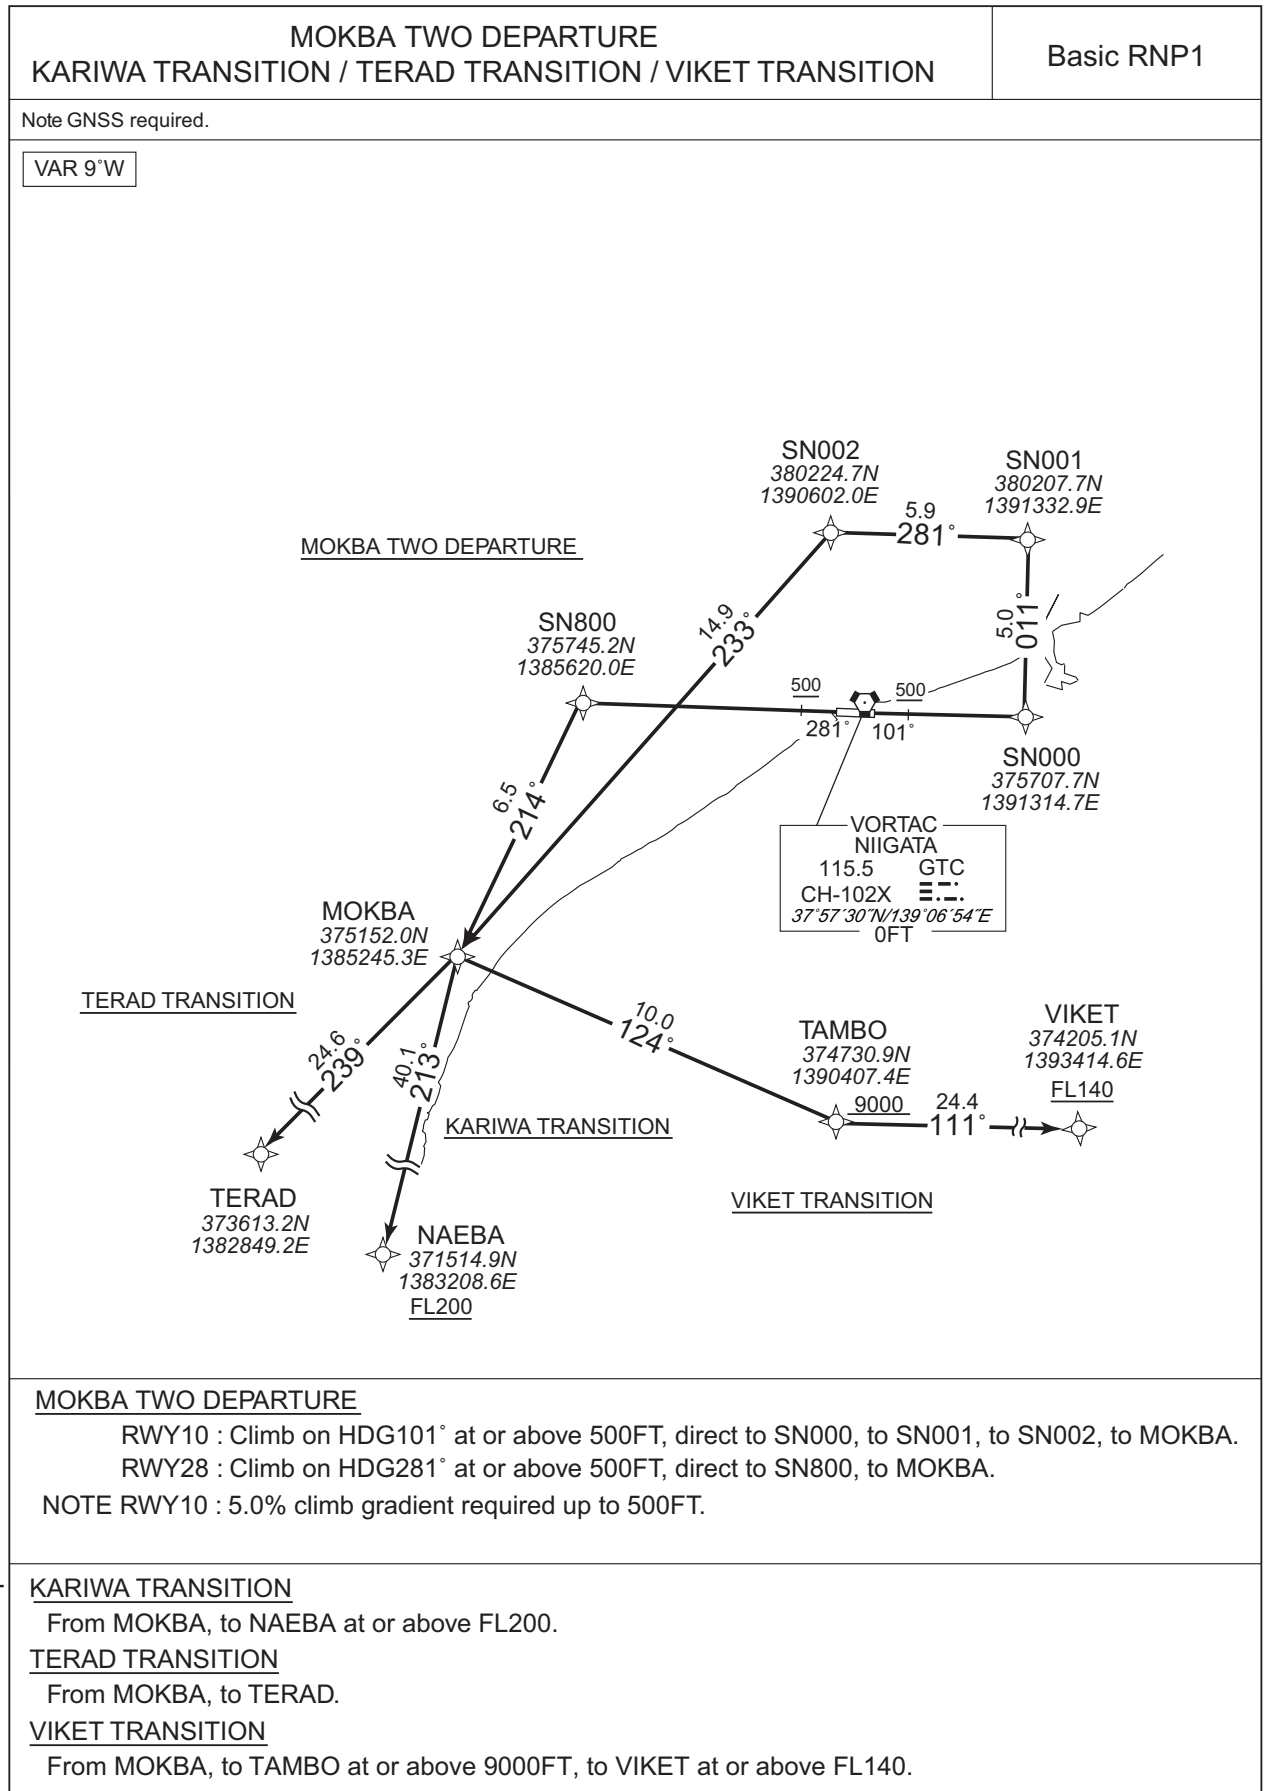 MOKBA TWO DEPARTURE
KARIWA TRANSITION / TERAD TRANSITION / VIKET TRANSITION
Basic RNP1
Note GNSS required.
VAR 9˚W
SN002
380224.7N
1390602.0E
SN001
380207.7N
1391332.9E
5.9
281˚
MOKBA TWO DEPARTURE
SN800
375745.2N
1385620.0E
14.9
233˚
5.0
011˚
500
500
281˚
101˚
SN000
375707.7N
1391314.7E
6.5
214˚
VORTAC
NIIGATA
115.5 GTC
CH-102X
37˚57´30˝N/139˚06´54˝E
0FT
MOKBA
375152.0N
1385245.3E
TERAD TRANSITION
10.0
124˚
TAMBO
374730.9N
1390407.4E
9000
VIKET
374205.1N
1393414.6E
FL140
24.6
239˚
40.1
213˚
24.4
111˚
KARIWA TRANSITION
TERAD
373613.2N
1382849.2E
VIKET TRANSITION
NAEBA
371514.9N
1383208.6E
FL200
MOKBA TWO DEPARTURE
RWY10 : Climb on HDG101˚ at or above 500FT, direct to SN000, to SN001, to SN002, to MOKBA.
RWY28 : Climb on HDG281˚ at or above 500FT, direct to SN800, to MOKBA.
NOTE RWY10 : 5.0% climb gradient required up to 500FT.
KARIWA TRANSITION
From MOKBA, to NAEBA at or above FL200.
TERAD TRANSITION
From MOKBA, to TERAD.
VIKET TRANSITION
From MOKBA, to TAMBO at or above 9000FT, to VIKET at or above FL140.